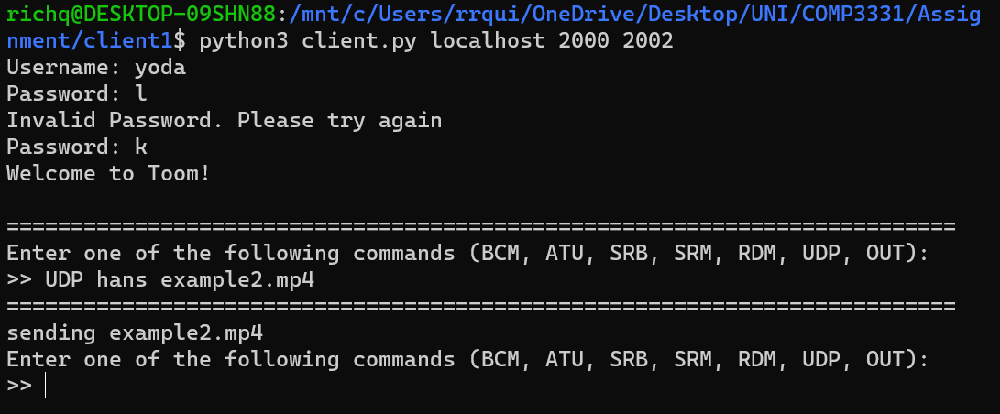 richq@DESKTOP-09SHN88:/mnt/c/Users/rrqui/OneDrive/Desktop/UNI/COMP3331/Assig
nment/client1$ python3 client.py localhost 2000 2002
Username: yoda
Password: l
Invalid Password. Please try again
Password: k
Welcome to Toom!
==========================================================================
Enter one of the following commands (BCM, ATU, SRB, SRM, RDM, UDP, OUT):
>> UDP hans example2.mp4
==========================================================================
sending example2.mp4
Enter one of the following commands (BCM, ATU, SRB, SRM, RDM, UDP, OUT):
>>